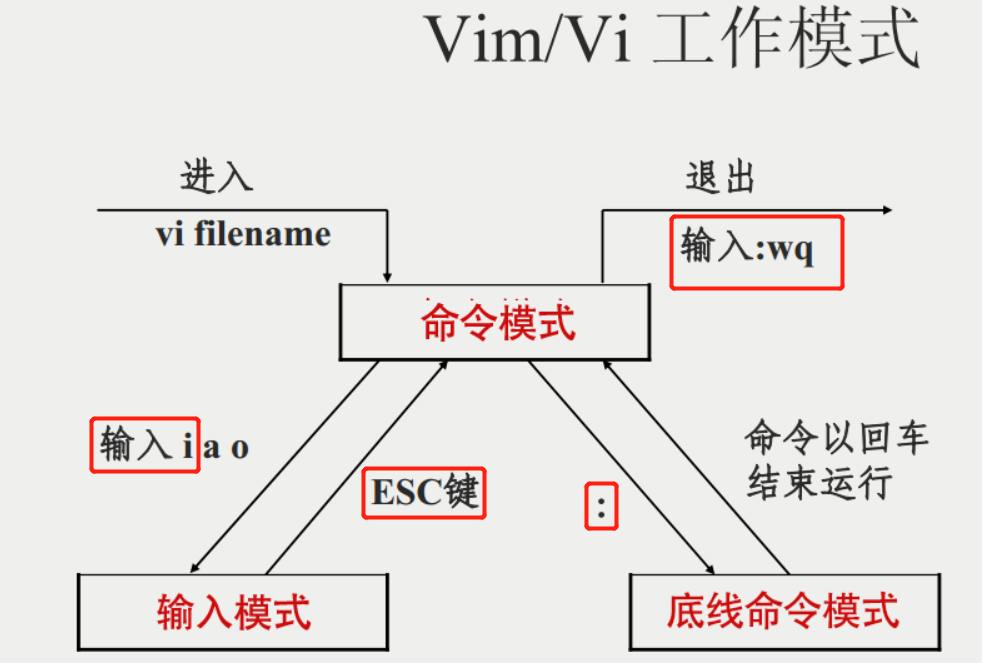 Vim/Vi 工作模式
进入
退出
vi filename
输入:wq
命令模式
输入 i a o
ESC键
:
命令以回车
结束运行
输入模式
底线命令模式